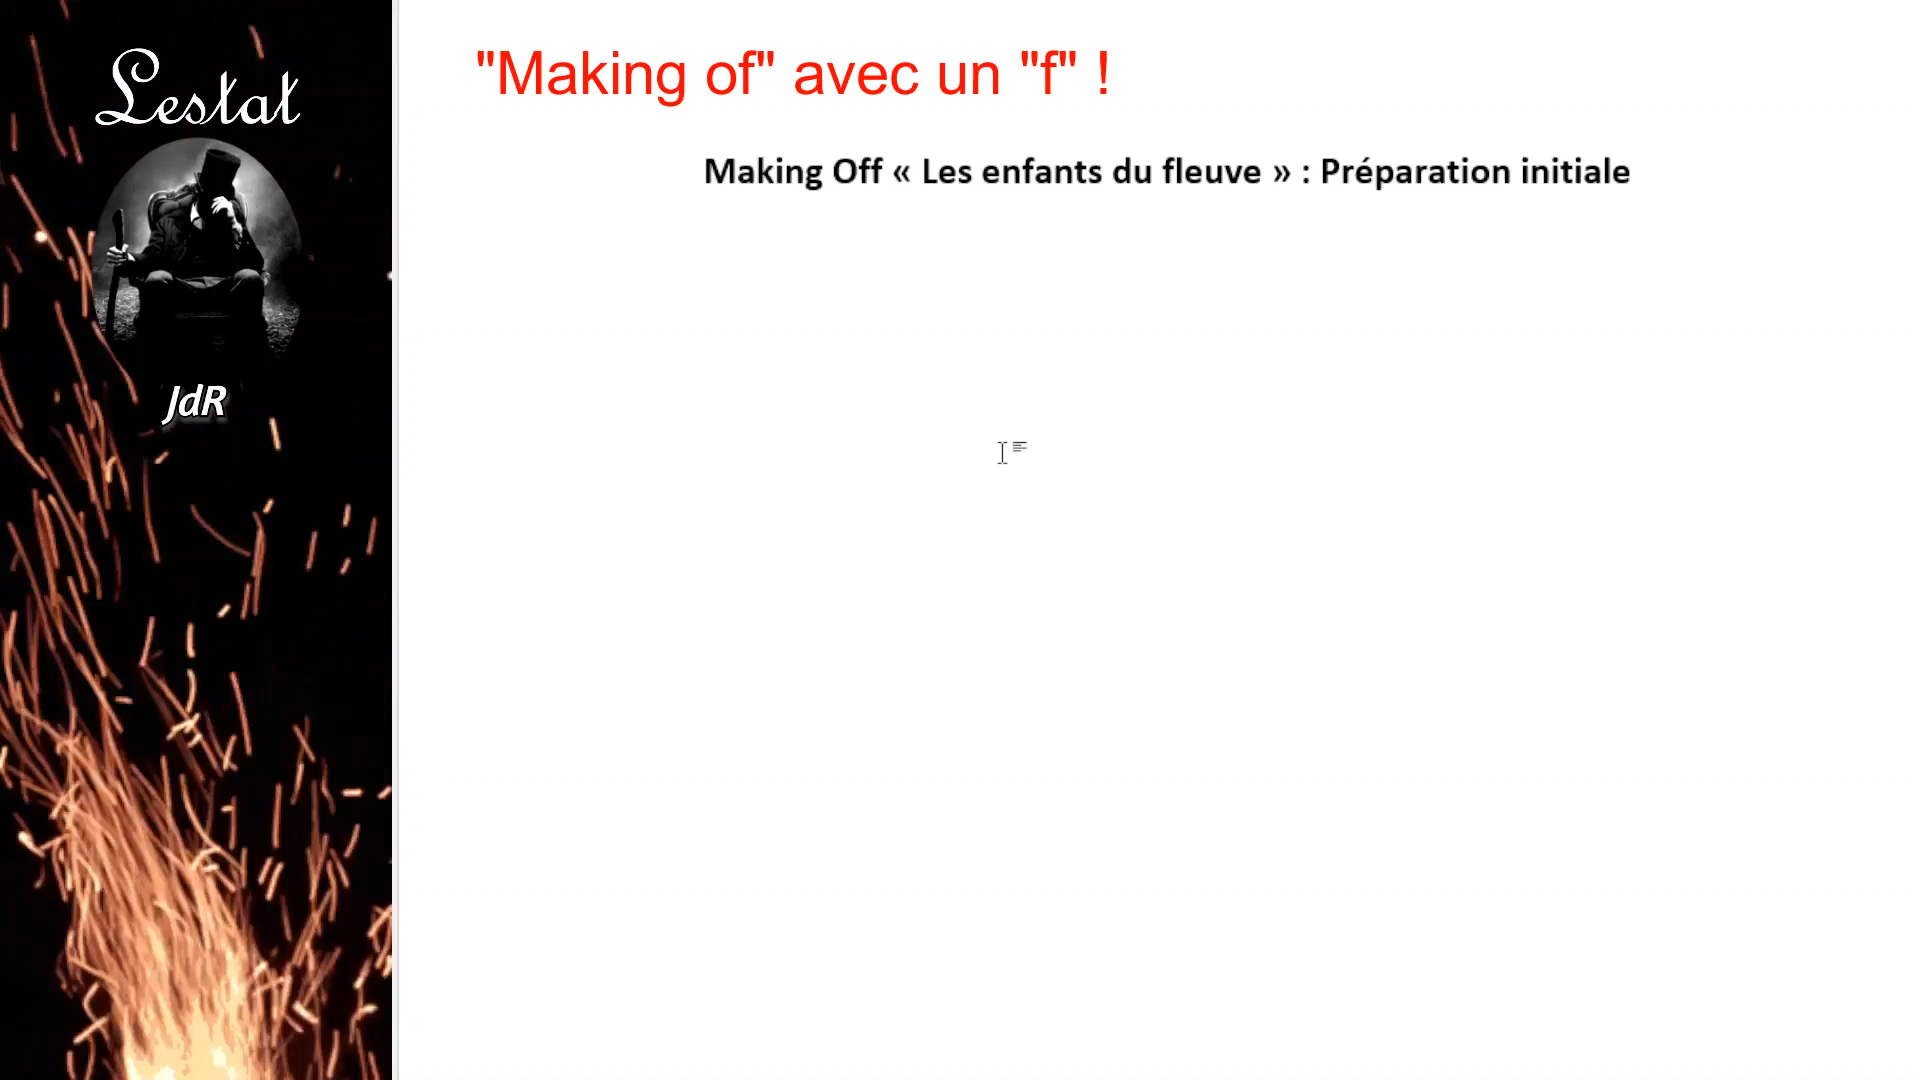 Lestat
JdR
"Making of" avec un "f" !
Making Off « Les enfants du fleuve » : Préparation initiale